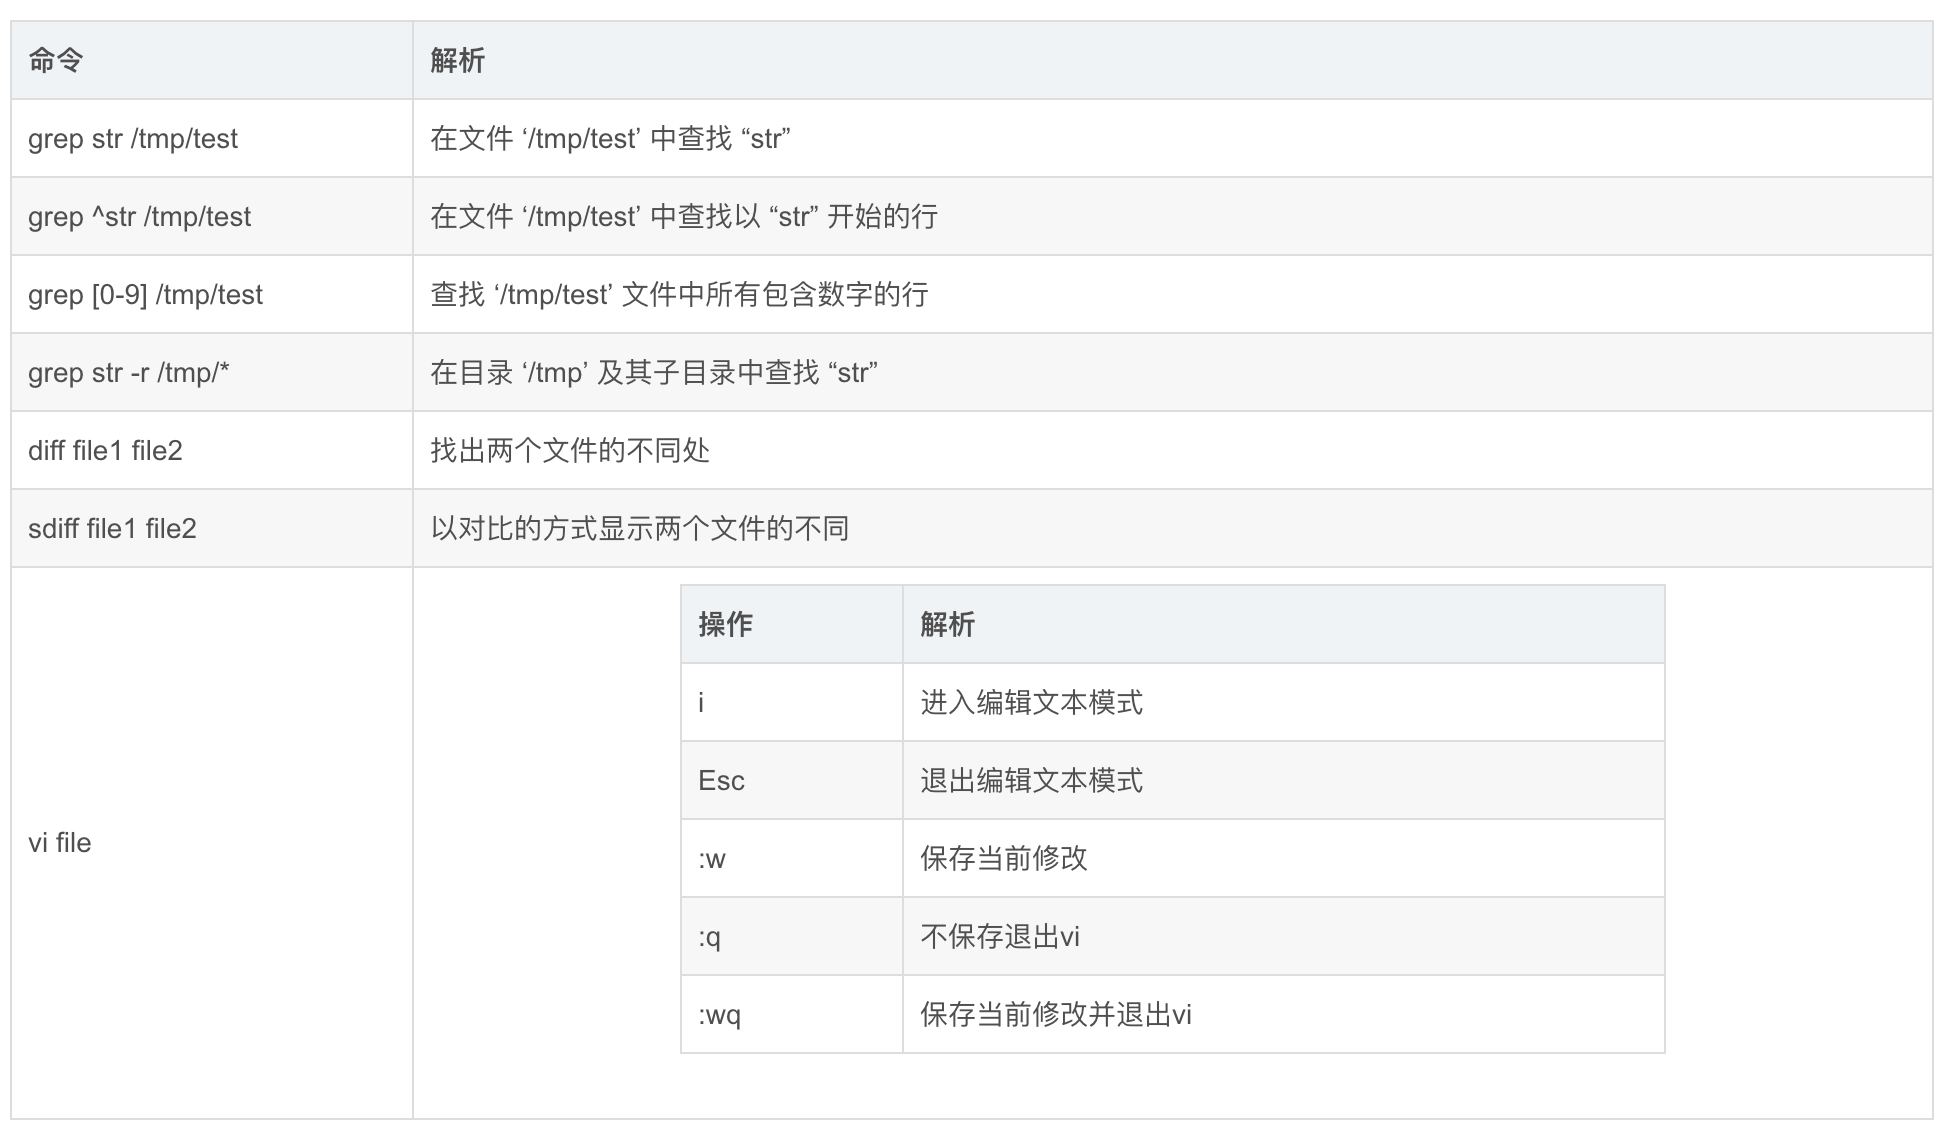 命令 解析
grep str /tmp/test 在文件 ‘/tmp/test’ 中查找 “str”
grep ^str /tmp/test 在文件 ‘/tmp/test’ 中查找以 “str” 开始的行
grep [0-9] /tmp/test 查找 ‘/tmp/test’ 文件中所有包含数字的行
grep str -r /tmp/* 在目录 ‘/tmp’ 及其子目录中查找 “str”
diff file1 file2 找出两个文件的不同处
sdiff file1 file2 以对比的方式显示两个文件的不同
vi file
操作 解析
i 进入编辑文本模式
Esc 退出编辑文本模式
:w 保存当前修改
:q 不保存退出vi
:wq 保存当前修改并退出vi